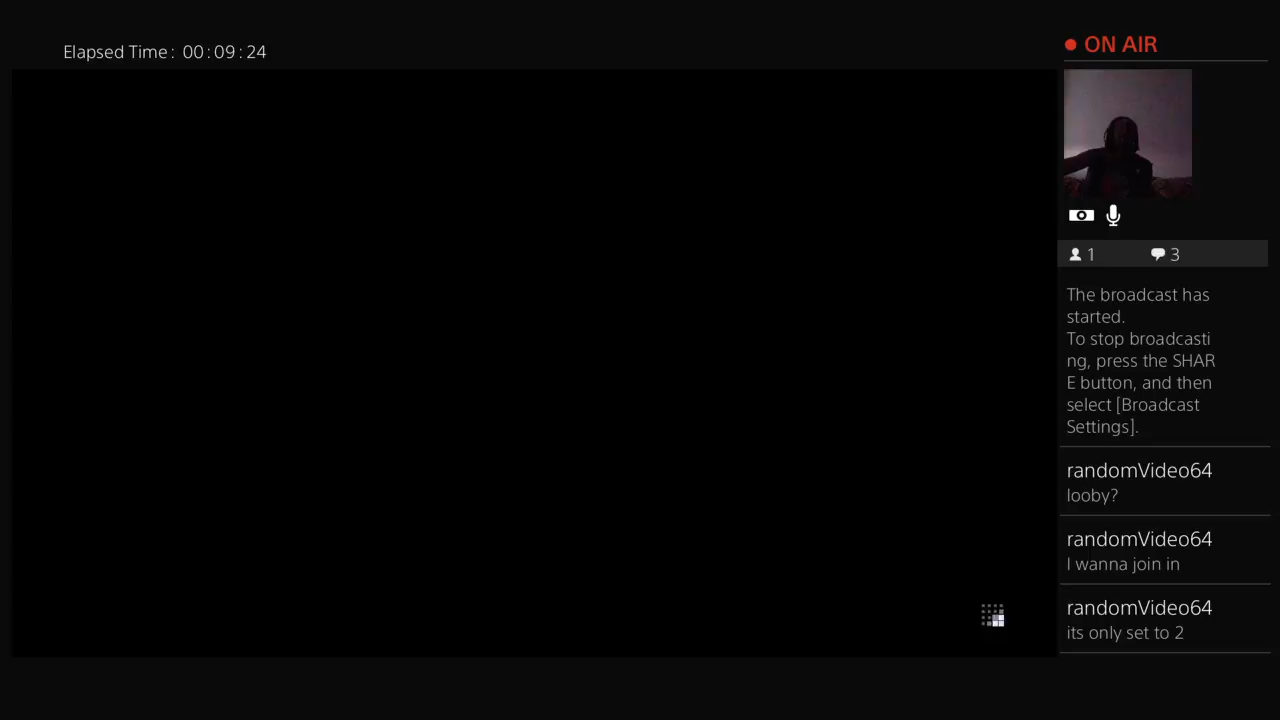 Elapsed Time: 00:09:24
ON AIR
1 3
The broadcast has
started.
To stop broadcasti
ng, press the SHAR
E button, and then
select [Broadcast
Settings].
randomVideo64
looby?
randomVideo64
I wanna join in
randomVideo64
its only set to 2